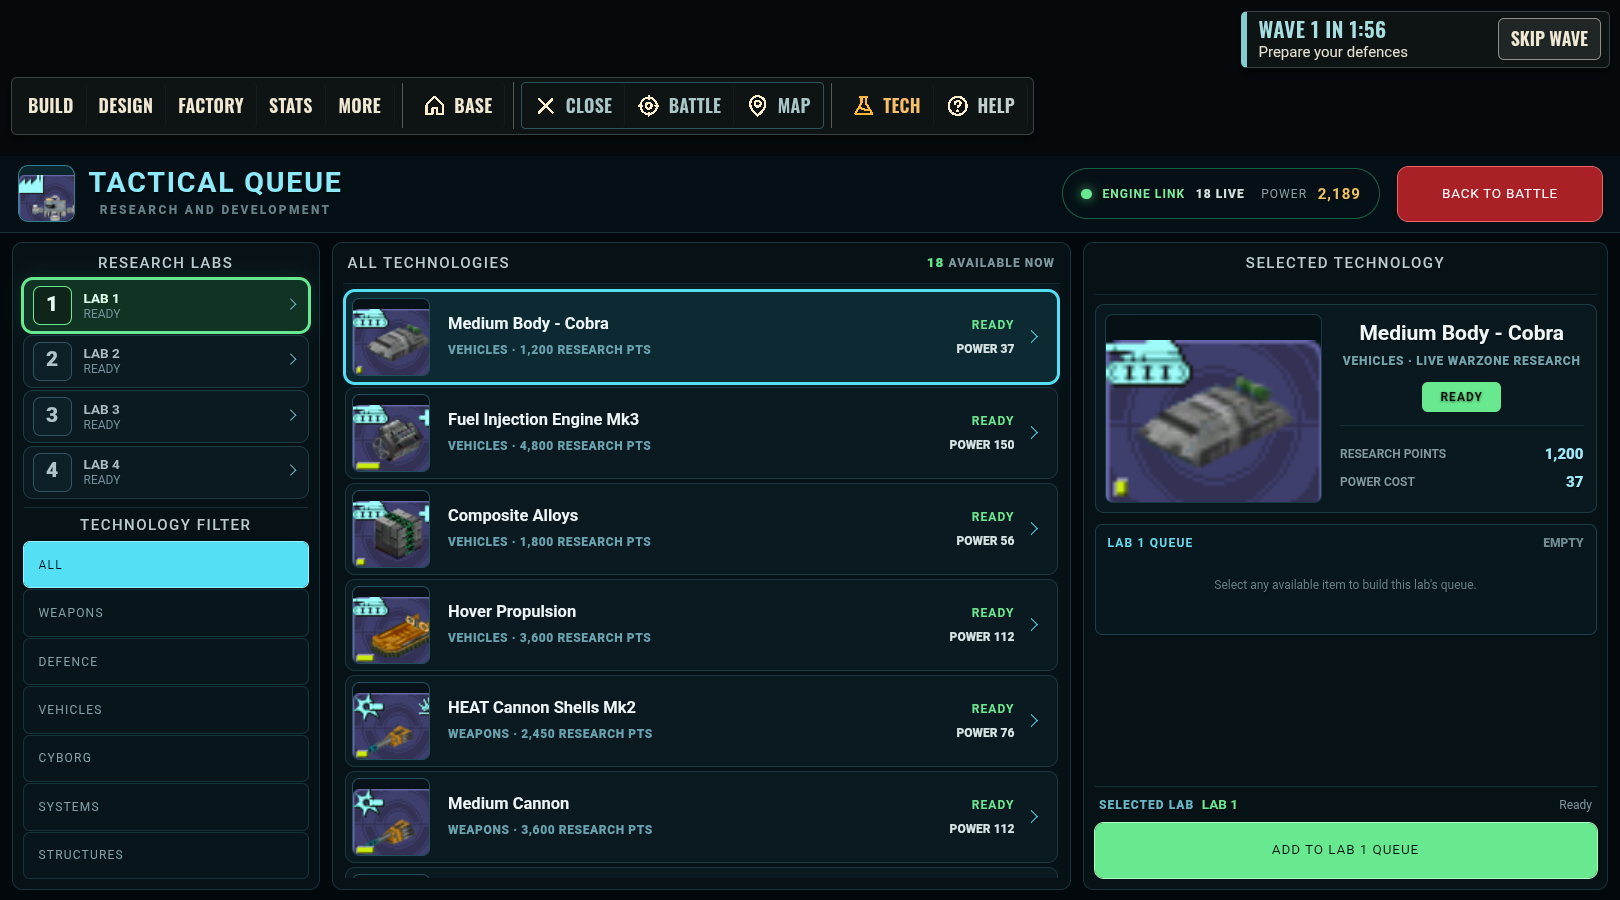 WAVE 1 IN 1:56
Prepare your defences
SKIP WAVE
BUILD DESIGN FACTORY STATS MORE BASE CLOSE BATTLE MAP TECH HELP
TACTICAL QUEUE
RESEARCH AND DEVELOPMENT
ENGINE LINK 18 LIVE POWER 2,189
BACK TO BATTLE
RESEARCH LABS
1 LAB 1
READY
2 LAB 2
READY
3 LAB 3
READY
4 LAB 4
READY
TECHNOLOGY FILTER
ALL
WEAPONS
DEFENCE
VEHICLES
CYBORG
SYSTEMS
STRUCTURES
ALL TECHNOLOGIES
18 AVAILABLE NOW
Medium Body - Cobra
VEHICLES · 1,200 RESEARCH PTS
READY
POWER 37
Fuel Injection Engine Mk3
VEHICLES · 4,800 RESEARCH PTS
READY
POWER 150
Composite Alloys
VEHICLES · 1,800 RESEARCH PTS
READY
POWER 56
Hover Propulsion
VEHICLES · 3,600 RESEARCH PTS
READY
POWER 112
HEAT Cannon Shells Mk2
WEAPONS · 2,450 RESEARCH PTS
READY
POWER 76
Medium Cannon
WEAPONS · 3,600 RESEARCH PTS
READY
POWER 112
SELECTED TECHNOLOGY
Medium Body - Cobra
VEHICLES · LIVE WARZONE RESEARCH
READY
RESEARCH POINTS 1,200
POWER COST 37
LAB 1 QUEUE EMPTY
Select any available item to build this lab's queue.
SELECTED LAB LAB 1 Ready
ADD TO LAB 1 QUEUE